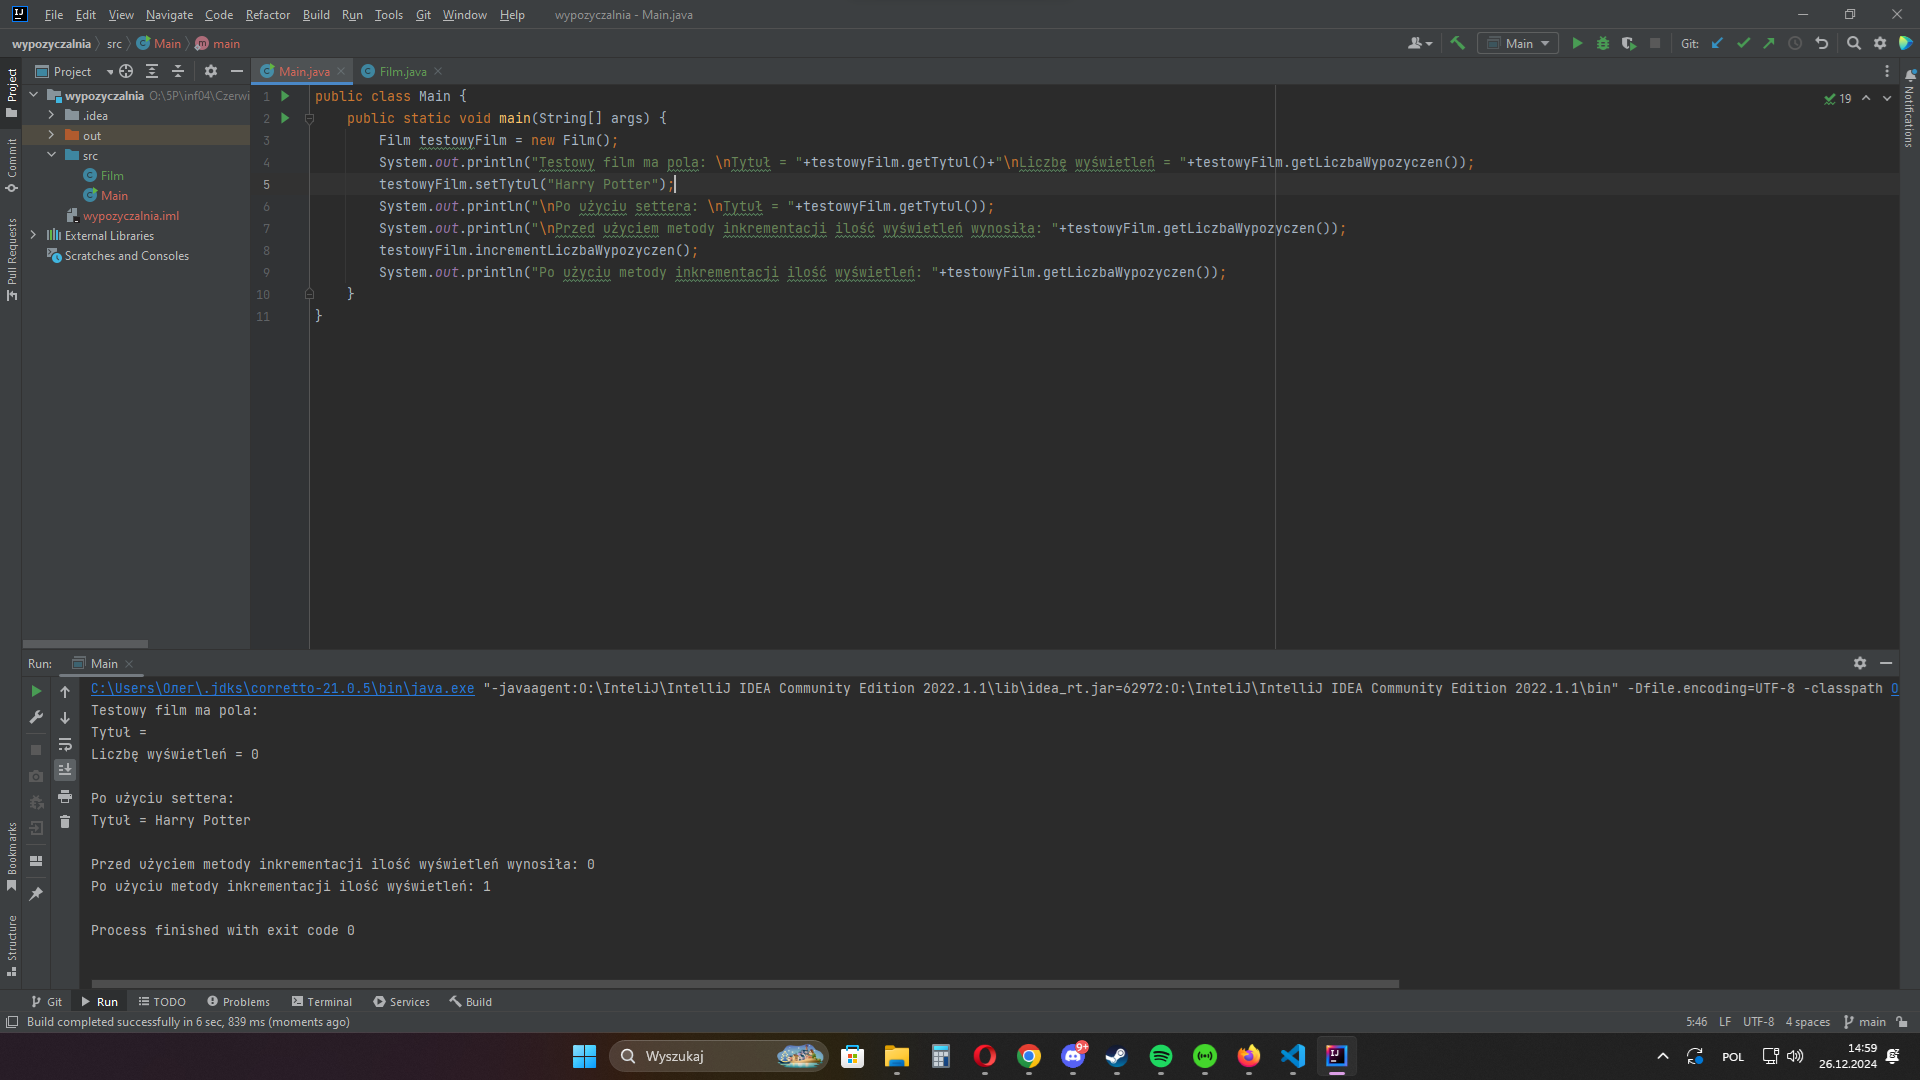 File Edit View Navigate Code Refactor Build Run Tools Git Window Help wypozyczalnia - Main.java
wypozyczalnia src Main main
Main Git:
Project
Main.java Film.java
wypozyczalnia O:\5P\inf04\Czerwi
.idea
out
src
Film
Main
wypozyczalnia.iml
External Libraries
Scratches and Consoles
Project
Commit
Pull Requests
Bookmarks
Structure
Notifications
19
1 public class Main {
2 public static void main(String[] args) {
3 Film testowyFilm = new Film();
4 System.out.println("Testowy film ma pola: \nTytuł = "+testowyFilm.getTytul()+"\nLiczbę wyświetleń = "+testowyFilm.getLiczbaWypozyczen());
5 testowyFilm.setTytul("Harry Potter");
6 System.out.println("\nPo użyciu settera: \nTytuł = "+testowyFilm.getTytul());
7 System.out.println("\nPrzed użyciem metody inkrementacji ilość wyświetleń wynosiła: "+testowyFilm.getLiczbaWypozyczen());
8 testowyFilm.incrementLiczbaWypozyczen();
9 System.out.println("Po użyciu metody inkrementacji ilość wyświetleń: "+testowyFilm.getLiczbaWypozyczen());
10 }
11 }
Run: Main
C:\Users\Oner\.jdks\corretto-21.0.5\bin\java.exe "-javaagent:O:\InteliJ\IntelliJ IDEA Community Edition 2022.1.1\lib\idea_rt.jar=62972:O:\InteliJ\IntelliJ IDEA Community Edition 2022.1.1\bin" -Dfile.encoding=UTF-8 -classpath O
Testowy film ma pola:
Tytuł =
Liczbę wyświetleń = 0
Po użyciu settera:
Tytuł = Harry Potter
Przed użyciem metody inkrementacji ilość wyświetleń wynosiła: 0
Po użyciu metody inkrementacji ilość wyświetleń: 1
Process finished with exit code 0
Git Run TODO Problems Terminal Services Build
Build completed successfully in 6 sec, 839 ms (moments ago)
5:46 LF UTF-8 4 spaces main
Wyszukaj
9+
POL
14:59
26.12.2024